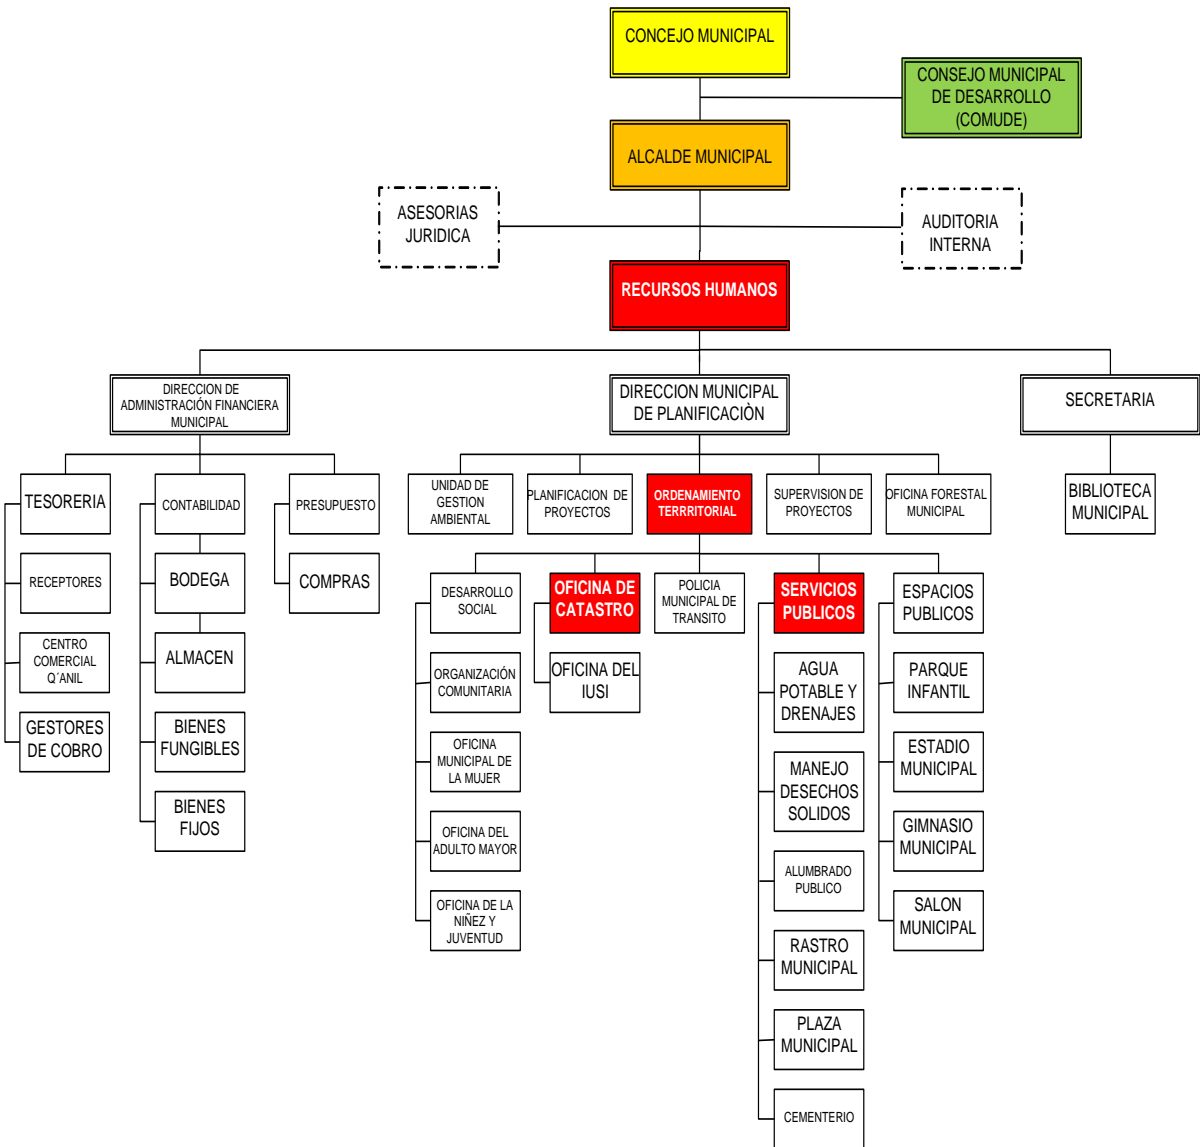 CONCEJO MUNICIPAL
CONSEJO MUNICIPAL
DE DESARROLLO
(COMUDE)
ALCALDE MUNICIPAL
ASESORIAS
JURIDICA
AUDITORIA
INTERNA
RECURSOS HUMANOS
DIRECCION DE
ADMINISTRACIÓN FINANCIERA
MUNICIPAL
DIRECCION MUNICIPAL
DE PLANIFICACIÒN
SECRETARIA
TESORERIA
CONTABILIDAD
PRESUPUESTO
UNIDAD DE
GESTION
AMBIENTAL
PLANIFICACION DE
PROYECTOS
ORDENAMIENTO
TERRRITORIAL
SUPERVISION DE
PROYECTOS
OFICINA FORESTAL
MUNICIPAL
BIBLIOTECA
MUNICIPAL
RECEPTORES
BODEGA
COMPRAS
DESARROLLO
SOCIAL
OFICINA DE
CATASTRO
POLICIA
MUNICIPAL DE
TRANSITO
SERVICIOS
PUBLICOS
ESPACIOS
PUBLICOS
CENTRO
COMERCIAL
Q´ANIL
ALMACEN
ORGANIZACIÓN
COMUNITARIA
OFICINA DEL
IUSI
AGUA
POTABLE Y
DRENAJES
PARQUE
INFANTIL
GESTORES
DE COBRO
BIENES
FUNGIBLES
OFICINA
MUNICIPAL DE
LA MUJER
MANEJO
DESECHOS
SOLIDOS
ESTADIO
MUNICIPAL
BIENES
FIJOS
OFICINA DEL
ADULTO MAYOR
ALUMBRADO
PUBLICO
GIMNASIO
MUNICIPAL
OFICINA DE LA
NIÑEZ Y
JUVENTUD
RASTRO
MUNICIPAL
SALON
MUNICIPAL
PLAZA
MUNICIPAL
CEMENTERIO